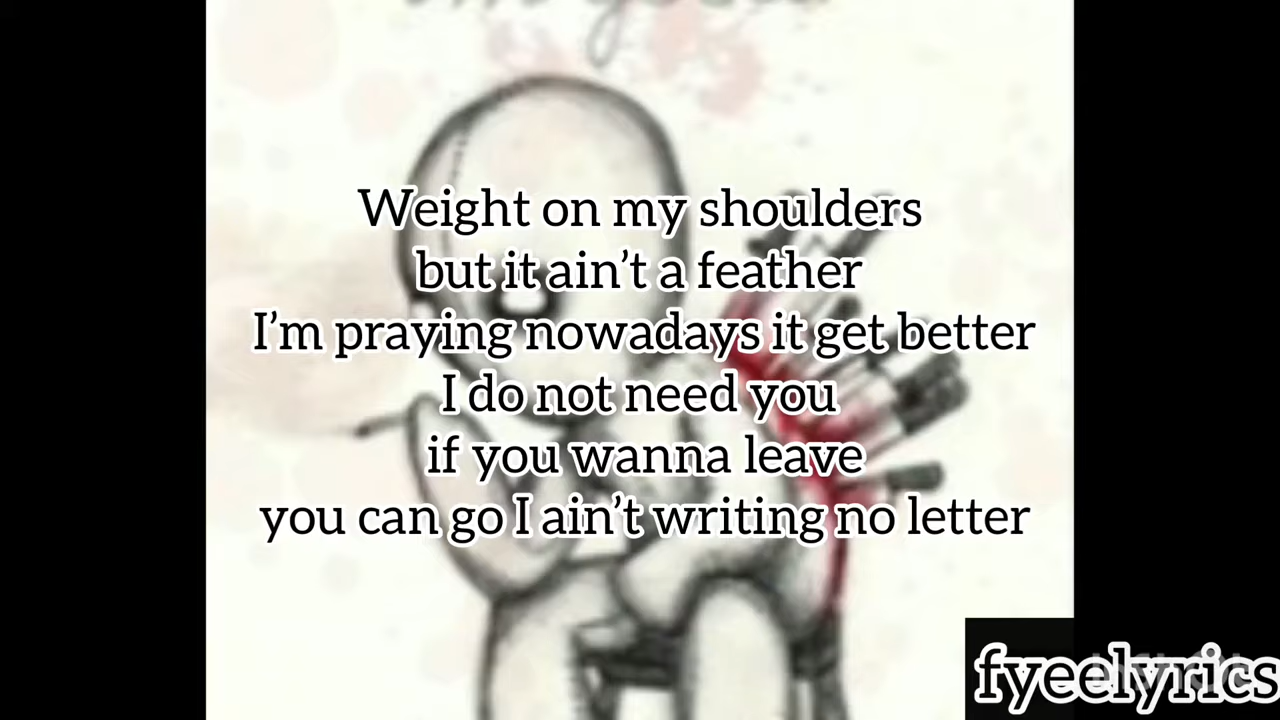 Weight on my shoulders
but it ain’t a feather
I’m praying nowadays it get better
I do not need you
if you wanna leave
you can go I ain’t writing no letter
fyeelyrics